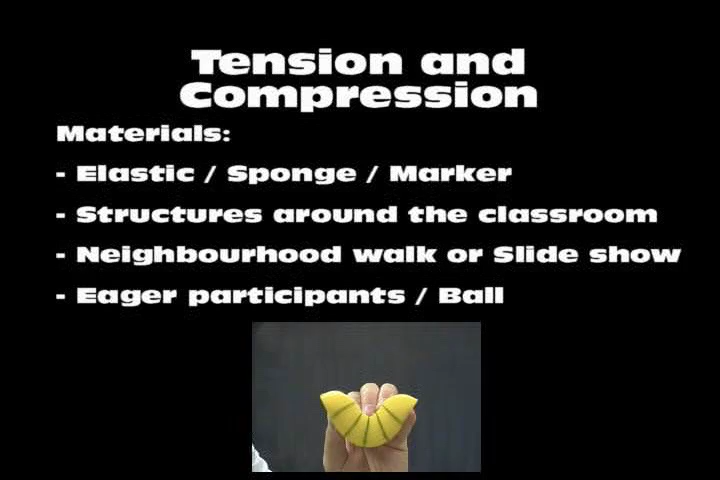 Tension and
Compression
Materials:
- Elastic / Sponge / Marker
- Structures around the classroom
- Neighbourhood walk or Slide show
- Eager participants / Ball